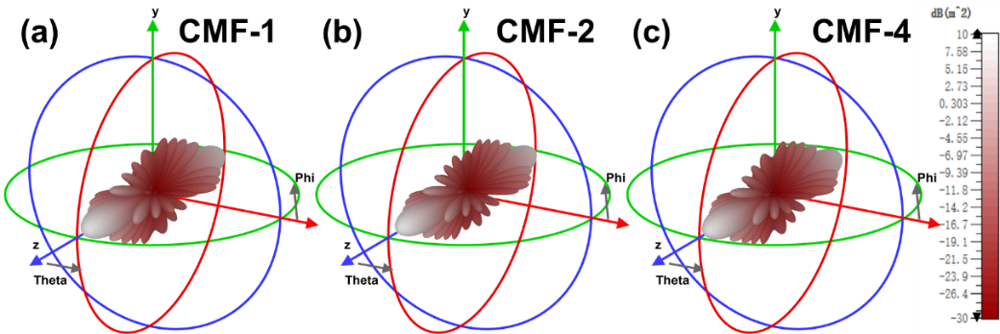 (a) CMF-1
y
Phi
z
Theta
(b) CMF-2
y
Phi
z
Theta
(c) CMF-4
y
Phi
z
Theta
dB(m^2)
10
7.58
5.15
2.73
0.303
-2.12
-4.55
-6.97
-9.39
-11.8
-14.2
-16.7
-19.1
-21.5
-23.9
-26.4
-30